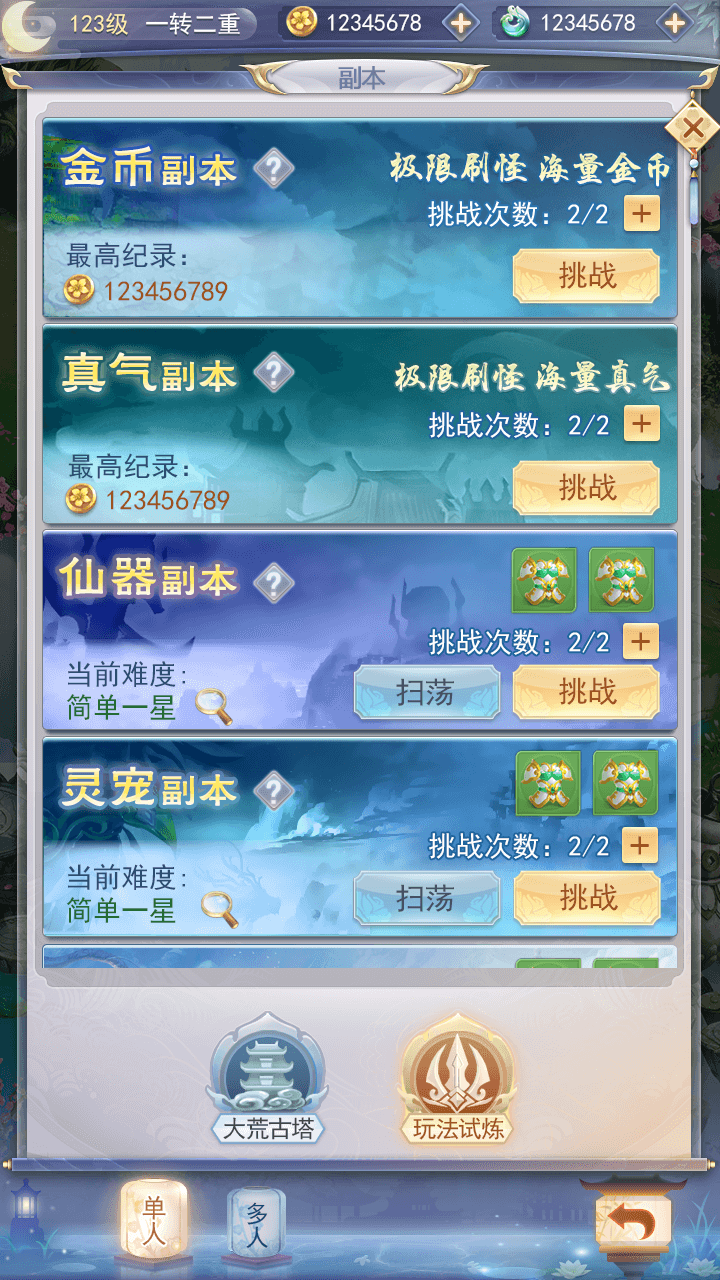 123级 一转二重 12345678 12345678
副本
金币副本 ?
极限刷怪 海量金币
挑战次数：2/2 +
最高纪录：
123456789
挑战
真气副本 ?
极限刷怪 海量真气
挑战次数：2/2 +
最高纪录：
123456789
挑战
仙器副本 ?
挑战次数：2/2 +
当前难度：
简单一星
扫荡 挑战
灵宠副本 ?
挑战次数：2/2 +
当前难度：
简单一星
扫荡 挑战
大荒古塔 玩法试炼
单人 多人